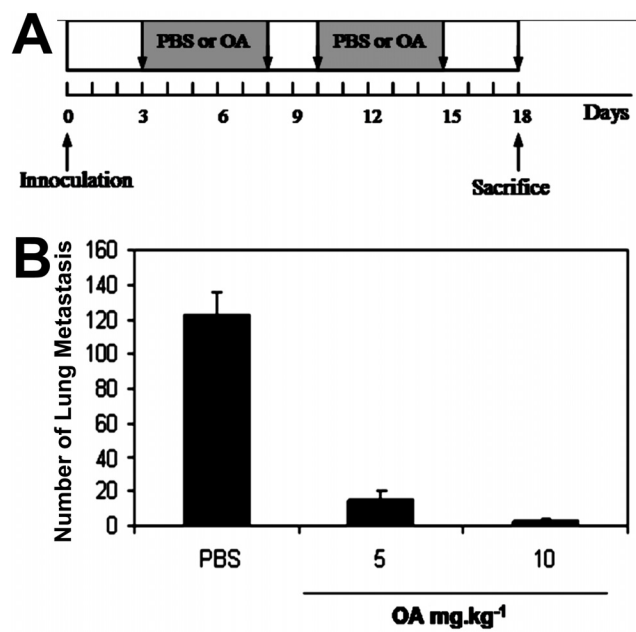 A
PBS or OA PBS or OA
0 3 6 9 12 15 18 Days
Innoculation Sacrifice
B
Number of Lung Metastasis
160
140
120
100
80
60
40
20
0
PBS 5 10
OA mg.kg⁻¹